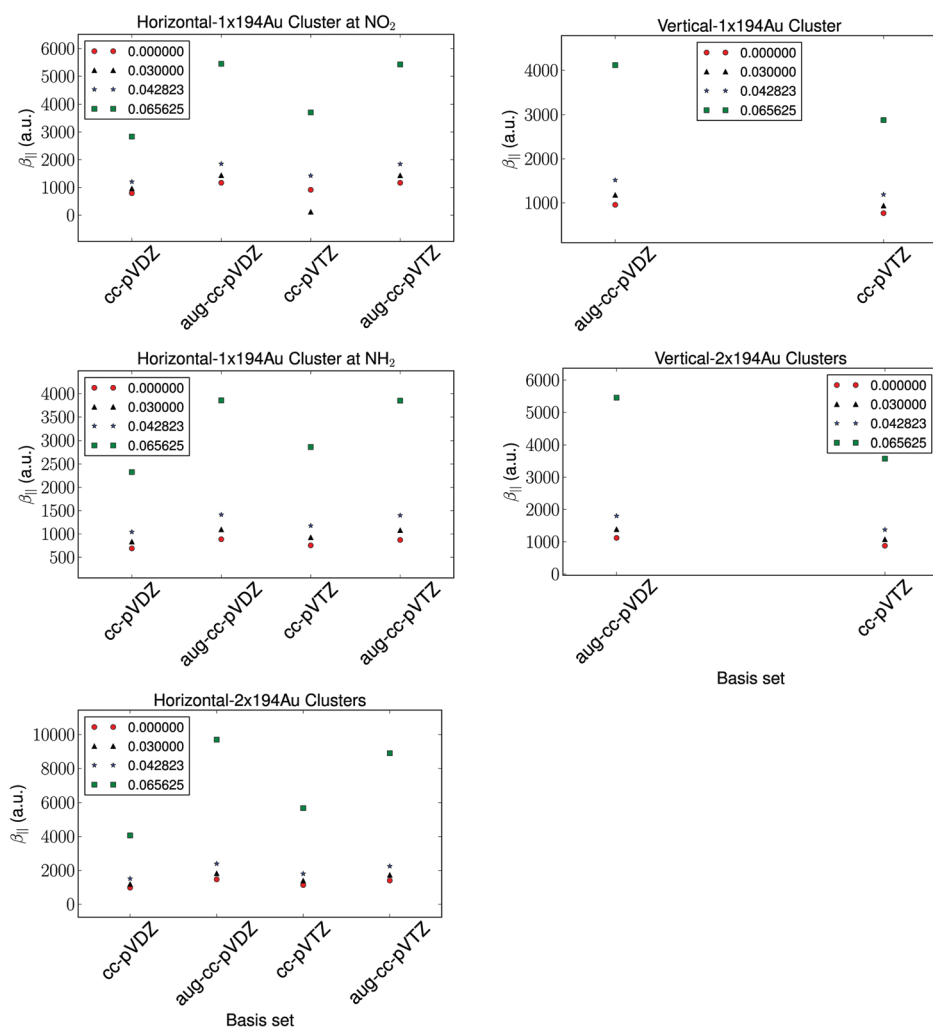 Horizontal-1x194Au Cluster at NO₂
β|| (a.u.)
6000
5000
4000
3000
2000
1000
0
0.000000
0.030000
0.042823
0.065625
cc-pVDZ
aug-cc-pVDZ
cc-pVTZ
aug-cc-pVTZ
Vertical-1x194Au Cluster
β|| (a.u.)
4000
3000
2000
1000
0.000000
0.030000
0.042823
0.065625
aug-cc-pVDZ
cc-pVTZ
Horizontal-1x194Au Cluster at NH₂
β|| (a.u.)
4000
3500
3000
2500
2000
1500
1000
500
0.000000
0.030000
0.042823
0.065625
cc-pVDZ
aug-cc-pVDZ
cc-pVTZ
aug-cc-pVTZ
Vertical-2x194Au Clusters
β|| (a.u.)
6000
5000
4000
3000
2000
1000
0
0.000000
0.030000
0.042823
0.065625
aug-cc-pVDZ
cc-pVTZ
Basis set
Horizontal-2x194Au Clusters
β|| (a.u.)
10000
8000
6000
4000
2000
0
0.000000
0.030000
0.042823
0.065625
cc-pVDZ
aug-cc-pVDZ
cc-pVTZ
aug-cc-pVTZ
Basis set